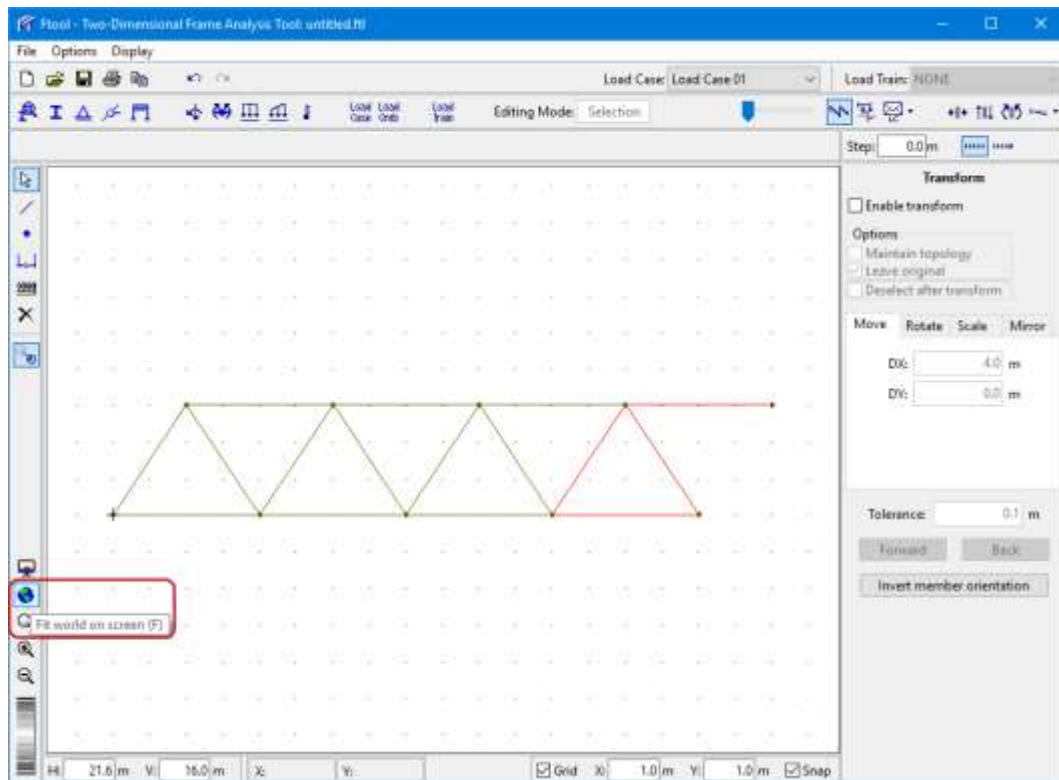 Ftool - Two-Dimensional Frame Analysis Tool: untitled.ftl
File Options Display
Load Case: Load Case 01
Load Train: NONE
Load Case
Load Cmb
Load Train
Editing Mode: Selection
Step: 0.0 m
Transform
Enable transform
Options
Maintain topology
Leave original
Deselect after transform
Move Rotate Scale Mirror
DX: 4.0 m
DY: 0.0 m
Tolerance: 0.1 m
Forward Back
Invert member orientation
Fit world on screen (F)
H: 21.6 m V: 16.0 m X: Y: Grid X: 1.0 m Y: 1.0 m Snap